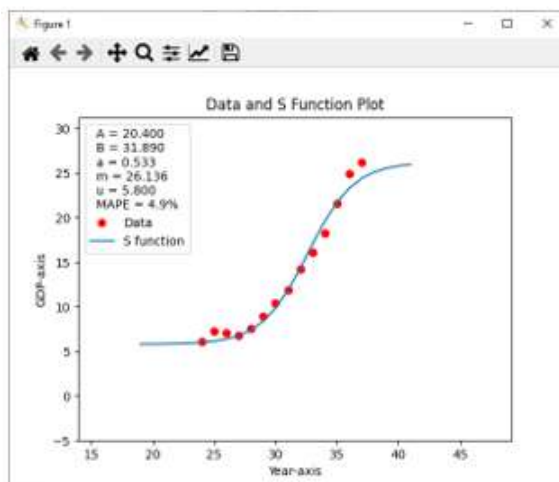 Figure 1
Data and S Function Plot
A = 20.400
B = 31.890
a = 0.533
m = 26.136
u = 5.800
MAPE = 4.9%
Data
S function
GDP-axis
30
25
20
15
10
5
0
−5
15
20
25
30
35
40
45
Year-axis